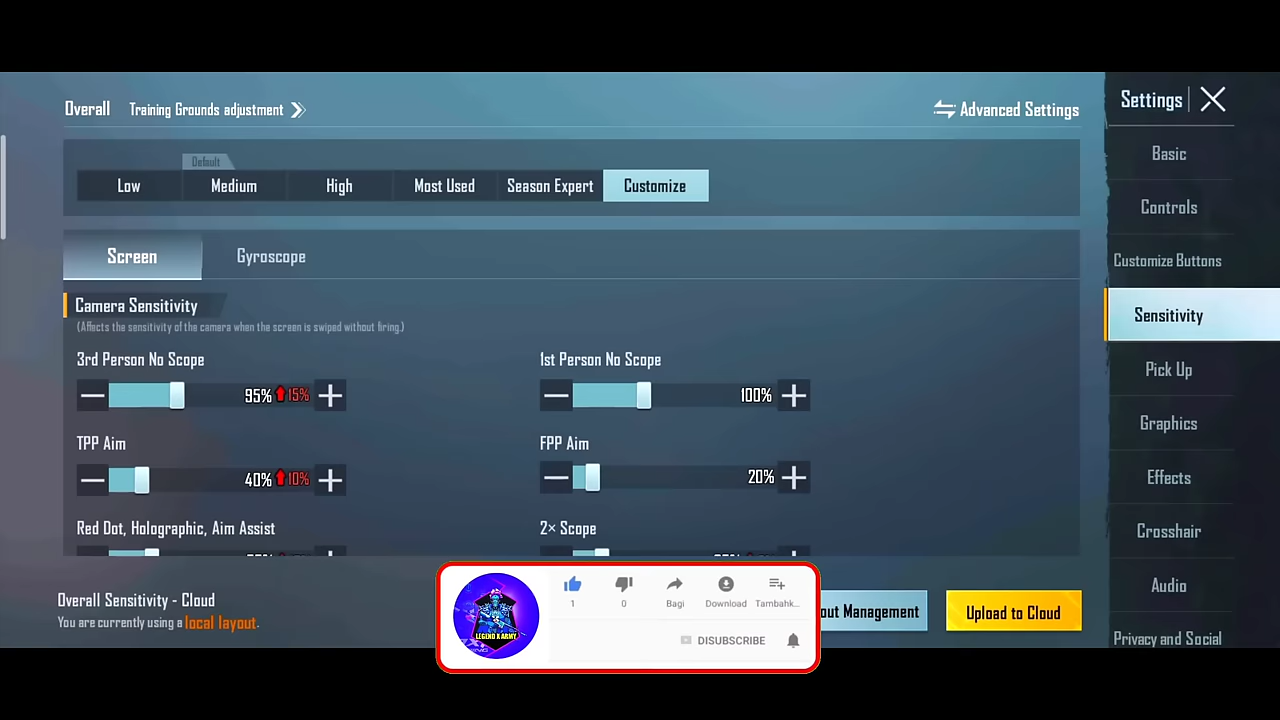 Overall
Training Grounds adjustment
Advanced Settings
Settings
Default
Low
Medium
High
Most Used
Season Expert
Customize
Screen
Gyroscope
Camera Sensitivity
(Affects the sensitivity of the camera when the screen is swiped without firing.)
3rd Person No Scope
1st Person No Scope
95% 15%
100%
TPP Aim
FPP Aim
40% 10%
20%
Red Dot, Holographic, Aim Assist
2× Scope
Overall Sensitivity - Cloud
You are currently using a local layout.
LEGEND X ARMY
1
0
Bagi
Download
Tambahk...
DISUBSCRIBE
out Management
Upload to Cloud
Basic
Controls
Customize Buttons
Sensitivity
Pick Up
Graphics
Effects
Crosshair
Audio
Privacy and Social